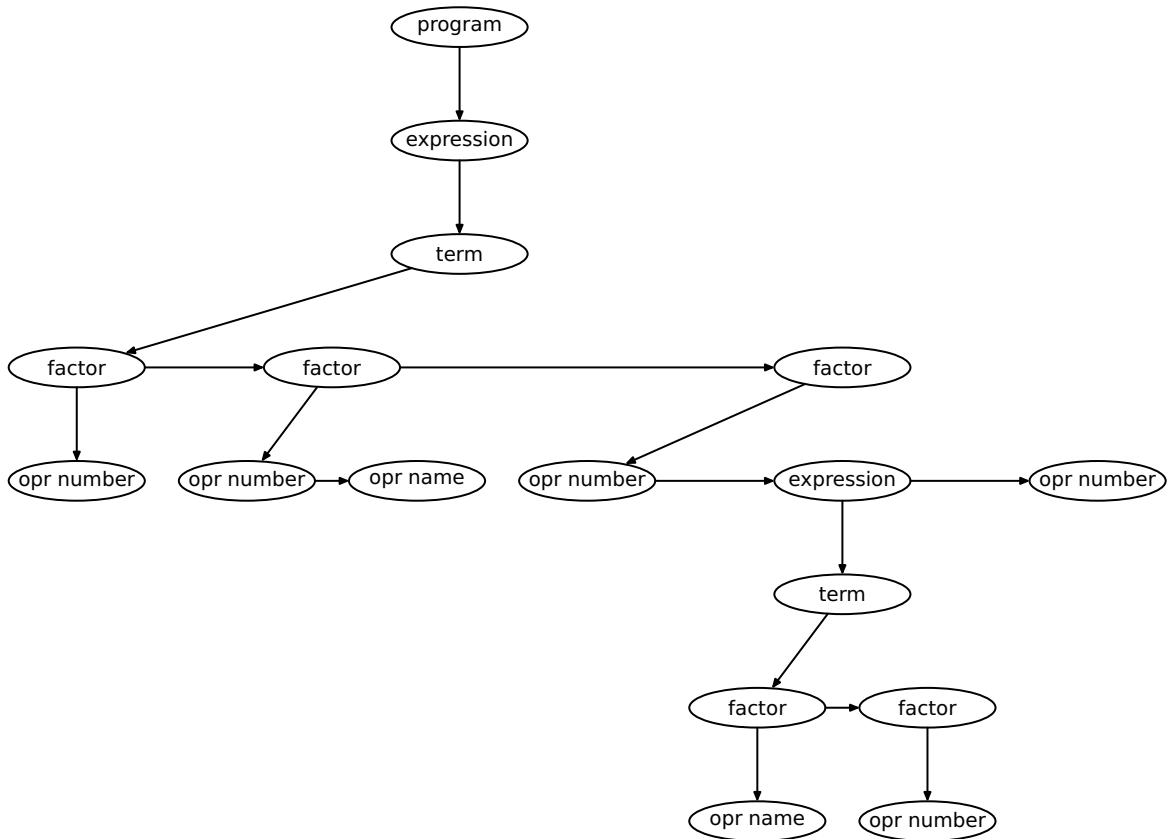 program
expression
term
factor
factor
factor
opr number
opr number
opr name
opr number
expression
opr number
term
factor
factor
opr name
opr number